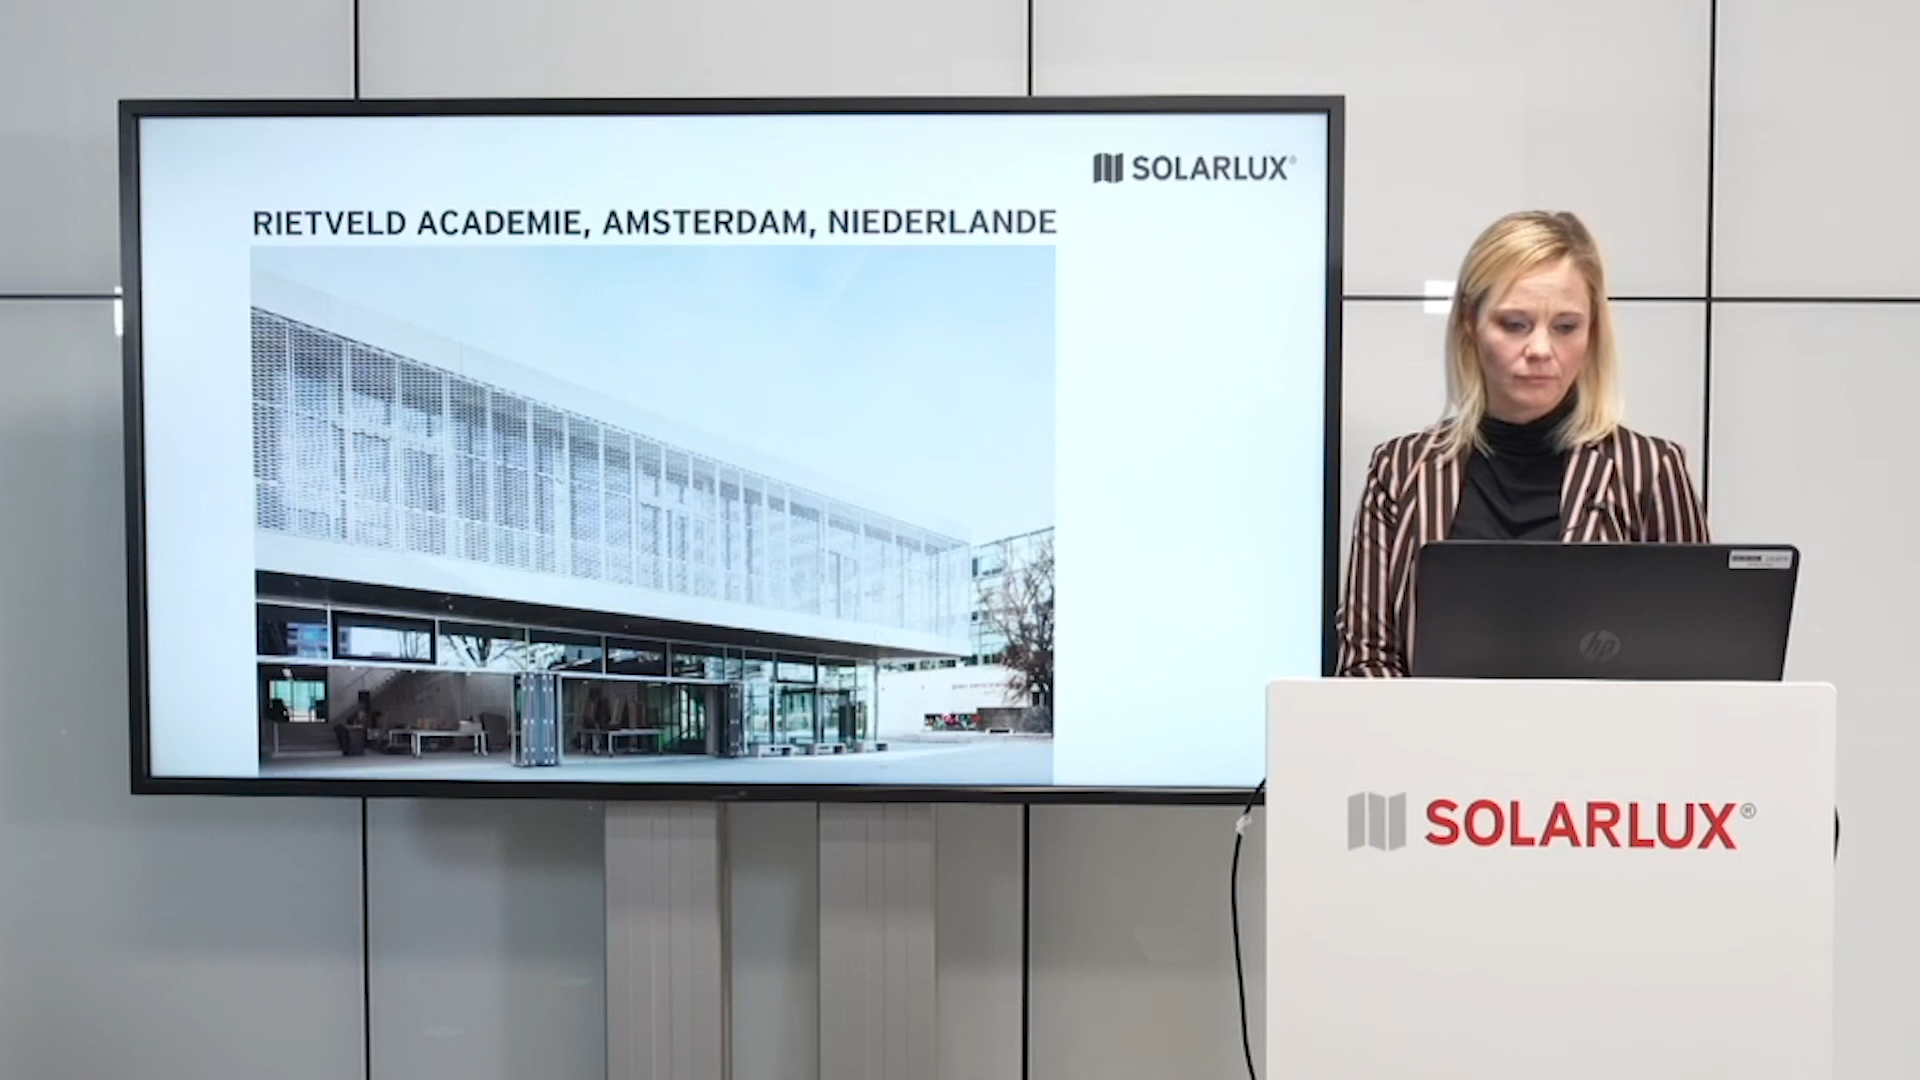 SOLARLUX®
RIETVELD ACADEMIE, AMSTERDAM, NIEDERLANDE
hp
SOLARLUX®